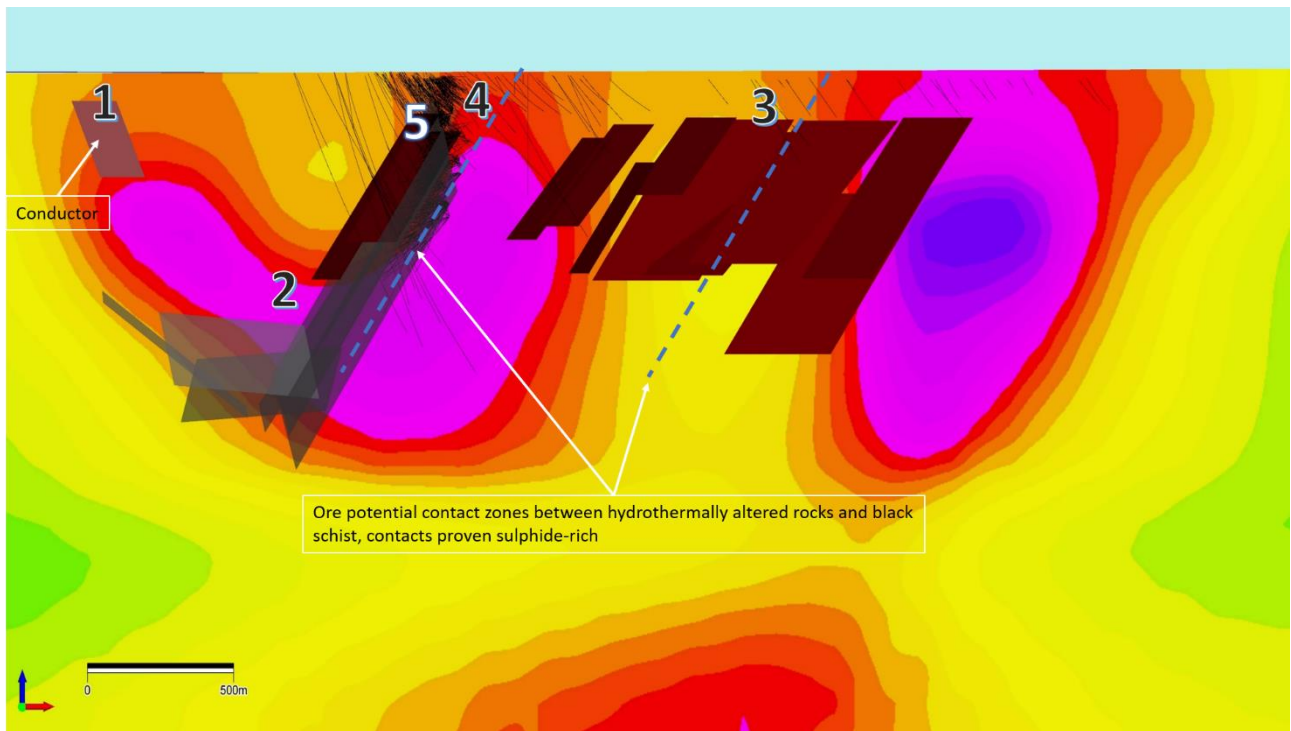 1
5
4
3
Conductor
2
Ore potential contact zones between hydrothermally altered rocks and black
schist, contacts proven sulphide-rich
0
500m